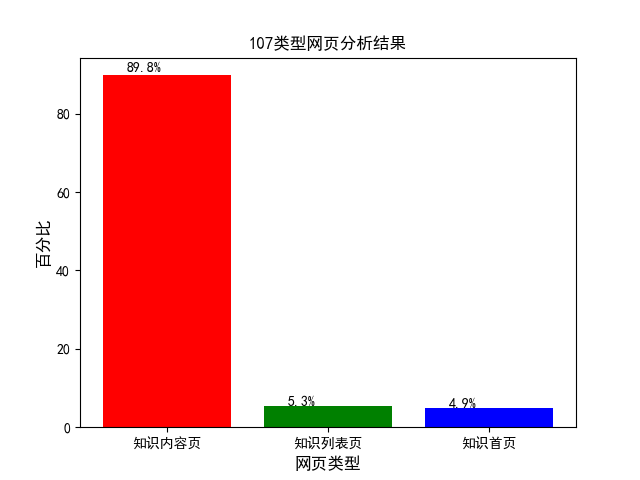 107类型网页分析结果
89.8%
5.3%
4.9%
百分比
80
60
40
20
0
知识内容页
知识列表页
知识首页
网页类型